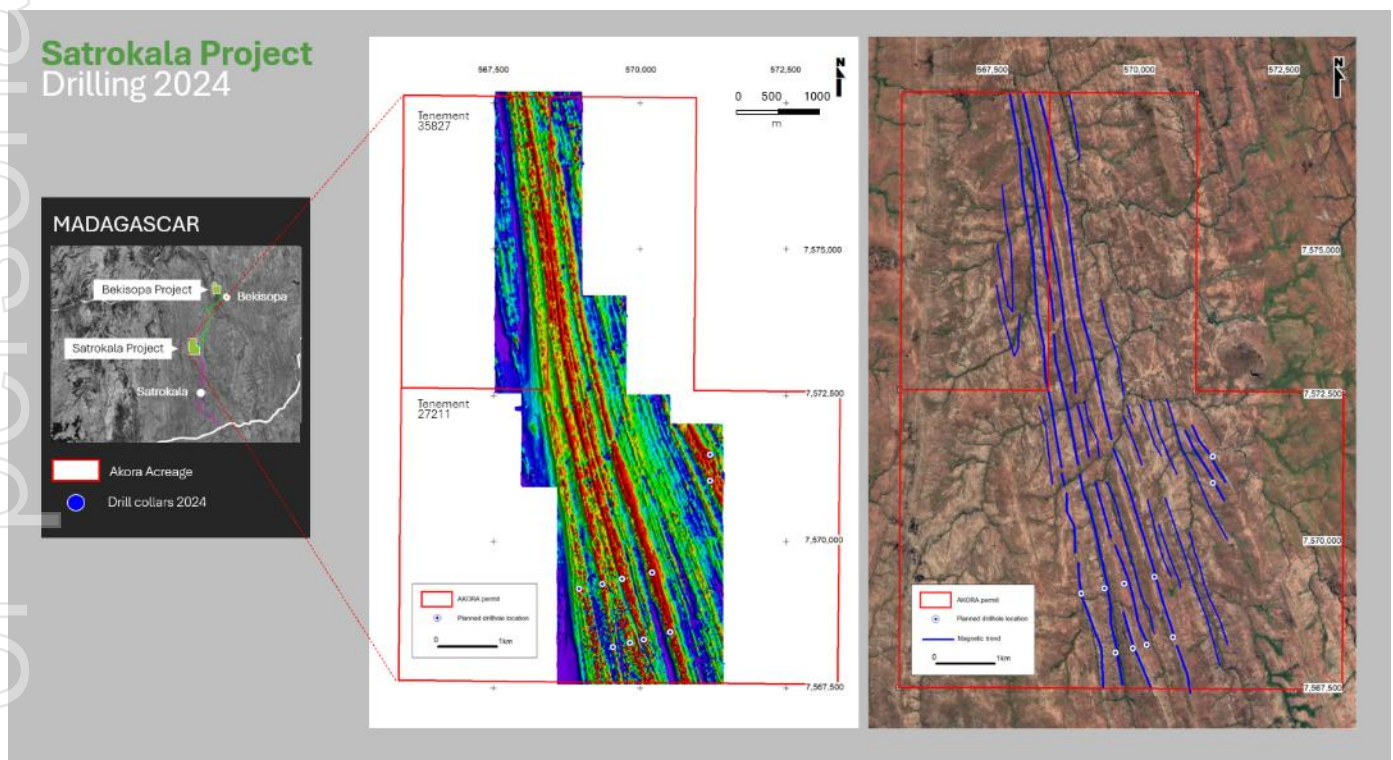 Satrokala Project
Drilling 2024
MADAGASCAR
Bekisopa Project
Bekisopa
Satrokala Project
Satrokala
Akora Acreage
Drill collars 2024
567,500
570,000
572,500
N
0 500 1000
m
Tenement
35827
7,575,000
7,572,500
Tenement
27211
7,570,000
AKORA permit
Planned drillhole location
0 1km
7,567,500
567,500
570,000
572,500
N
7,575,000
7,572,500
7,570,000
AKORA permit
Planned drillhole location
Magnetic trend
0 1km
7,567,500